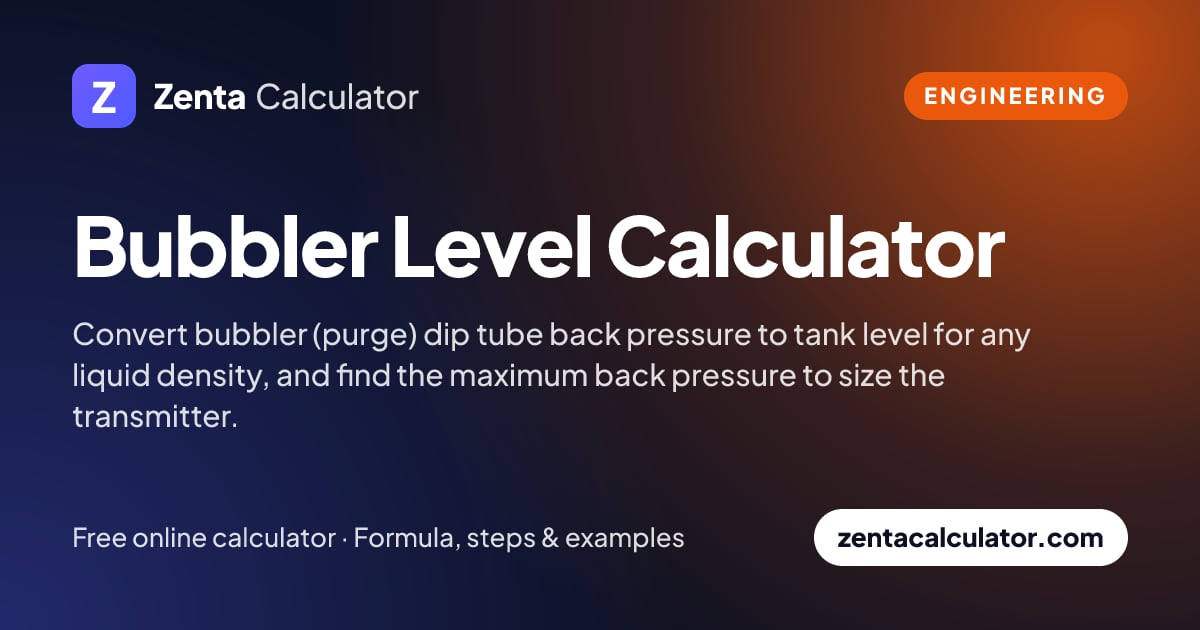 Z Zenta Calculator
ENGINEERING
Bubbler Level Calculator
Convert bubbler (purge) dip tube back pressure to tank level for any
liquid density, and find the maximum back pressure to size the
transmitter.
Free online calculator · Formula, steps & examples
zentacalculator.com